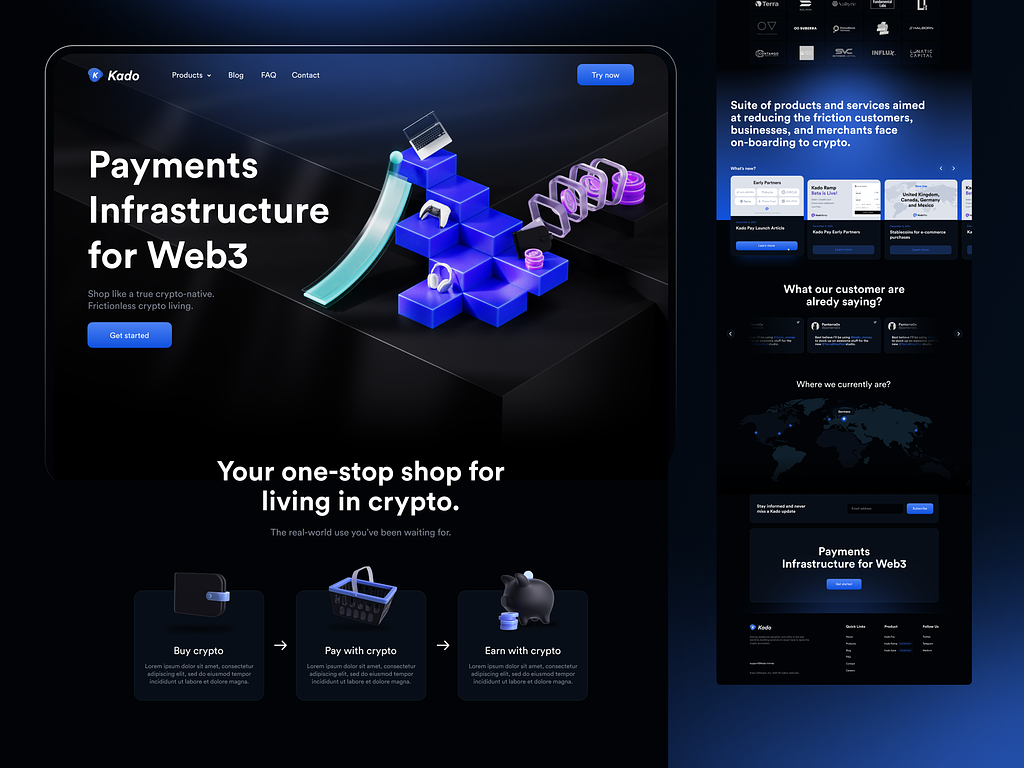 Kado
Products
Blog
FAQ
Contact
Try now
Payments
Infrastructure
for Web3
Shop like a true crypto-native.
Frictionless crypto living.
Get started
Your one-stop shop for
living in crypto.
The real-world use you've been waiting for.
Buy crypto
Lorem ipsum dolor sit amet, consectetur
adipiscing elit, sed do eiusmod tempor
incididunt ut labore et dolore magna.
Pay with crypto
Lorem ipsum dolor sit amet, consectetur
adipiscing elit, sed do eiusmod tempor
incididunt ut labore et dolore magna.
Earn with crypto
Lorem ipsum dolor sit amet, consectetur
adipiscing elit, sed do eiusmod tempor
incididunt ut labore et dolore magna.
Terra
SUBERRA
HALBORN
SVC
INFLUX
LUNATIC
CAPITAL
Suite of products and services aimed
at reducing the friction customers,
businesses, and merchants face
on-boarding to crypto.
What's new?
Early Partners
Kado Pay Launch Article
Learn more
Kado Ramp
Beta is Live!
Kado Pay Early Partners
Learn more
United Kingdom,
Canada, Germany
and Mexico
Stablecoins for e-commerce
purchases
Learn more
What our customer are
alredy saying?
Where we currently are?
Germany
Stay informed and never
miss a Kado update
Email address
Subscribe
Payments
Infrastructure for Web3
Get started
Kado
Quick Links
Product
Follow Us